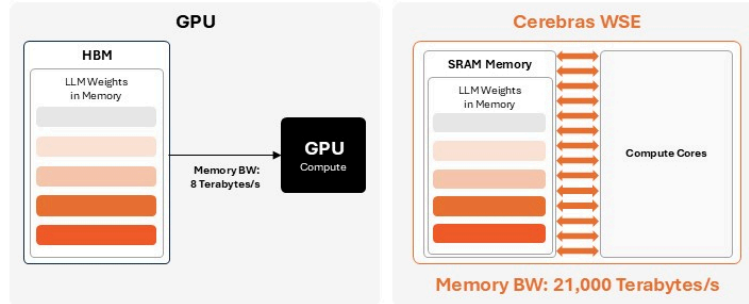 GPU
HBM
LLM Weights
in Memory
Memory BW:
8 Terabytes/s
GPU
Compute
Cerebras WSE
SRAM Memory
LLM Weights
in Memory
Compute Cores
Memory BW: 21,000 Terabytes/s